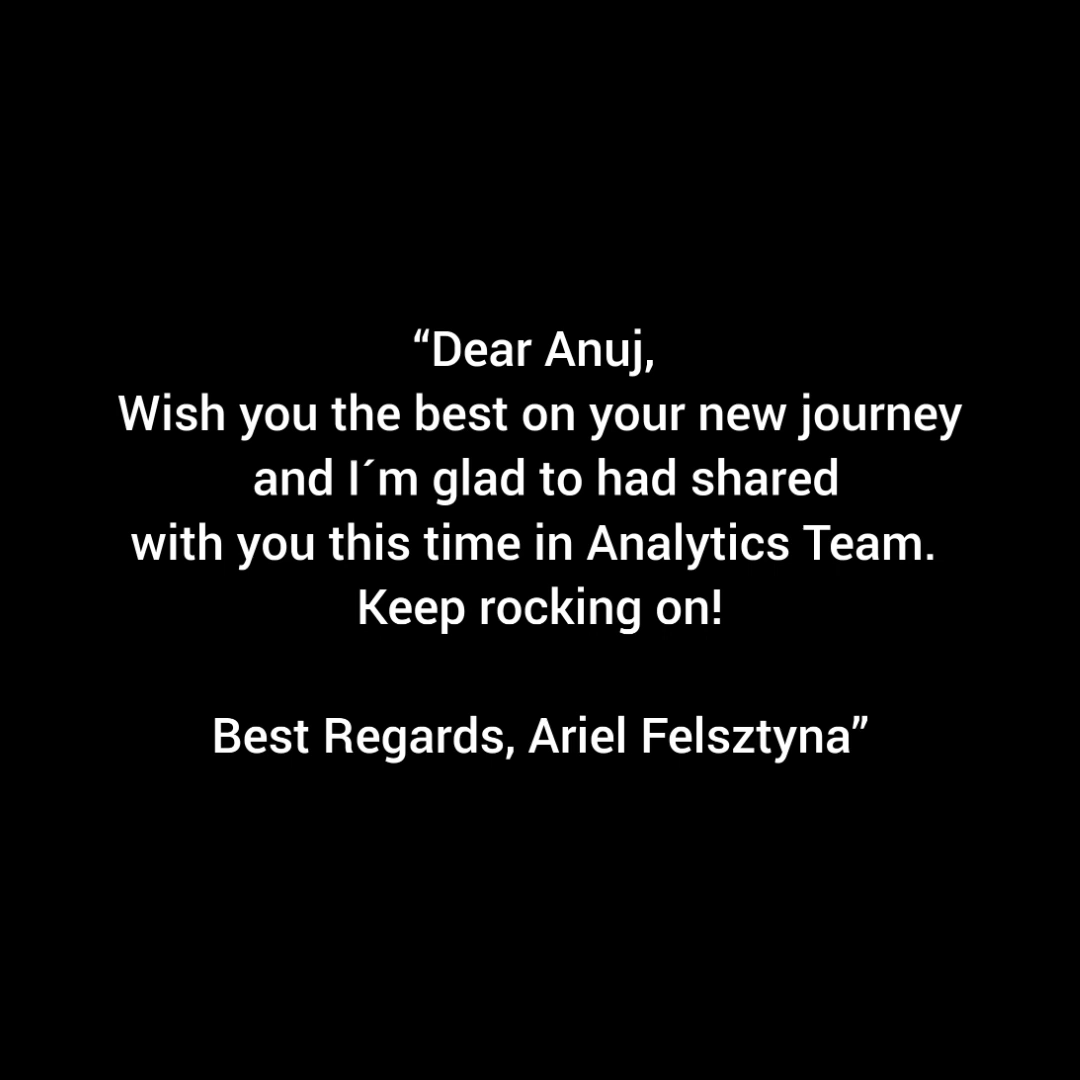 “Dear Anuj,
Wish you the best on your new journey
and I´m glad to had shared
with you this time in Analytics Team.
Keep rocking on!
Best Regards, Ariel Felsztyna”